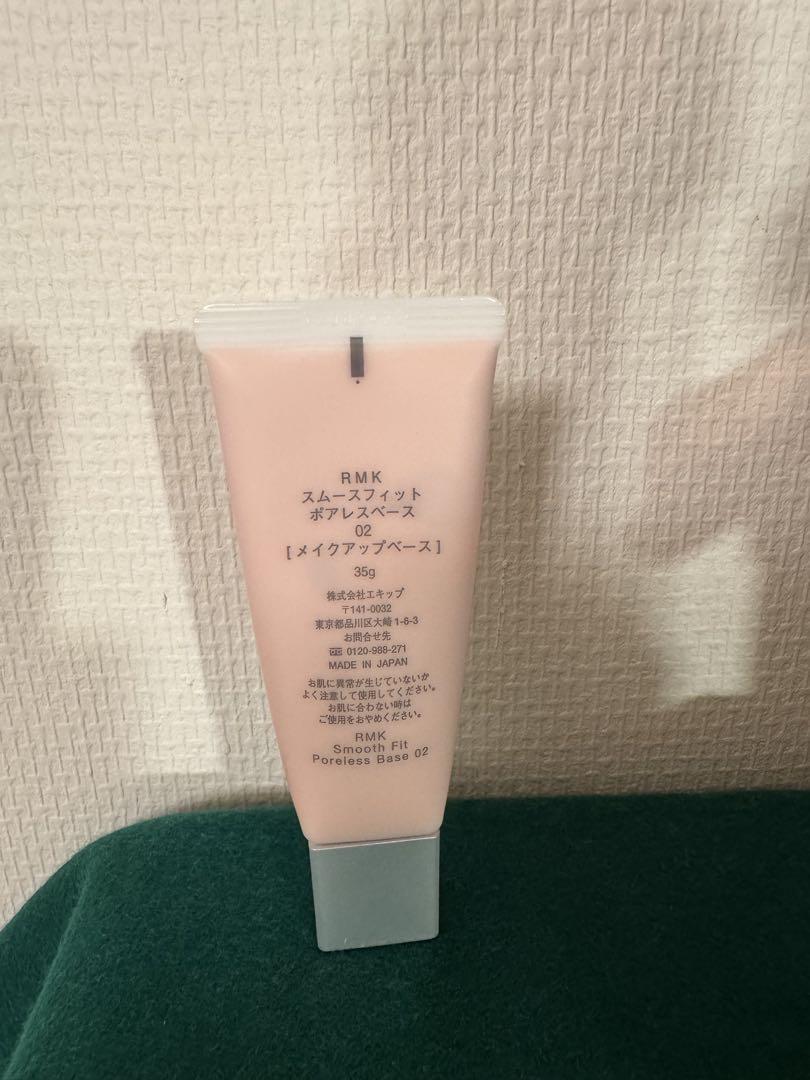 RMK
スムースフィット
ポアレスベース
02
[メイクアップベース]
35g
株式会社エキップ
〒141-0032
東京都品川区大崎1-6-3
お問合せ先
0120-988-271
MADE IN JAPAN
お肌に異常が生じていないか
よく注意して使用してください。
お肌に合わない時は
ご使用をおやめください。
RMK
Smooth Fit
Poreless Base 02